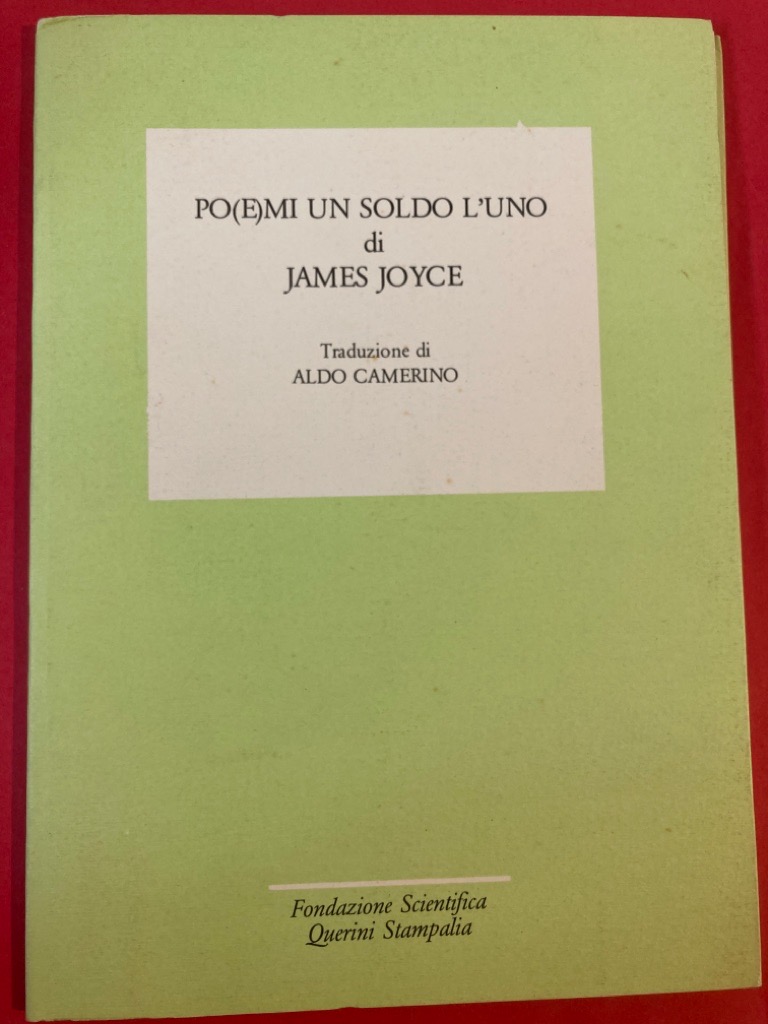 PO(E)MI UN SOLDO L'UNO
di
JAMES JOYCE
Traduzione di
ALDO CAMERINO
Fondazione Scientifica
Querini Stampalia